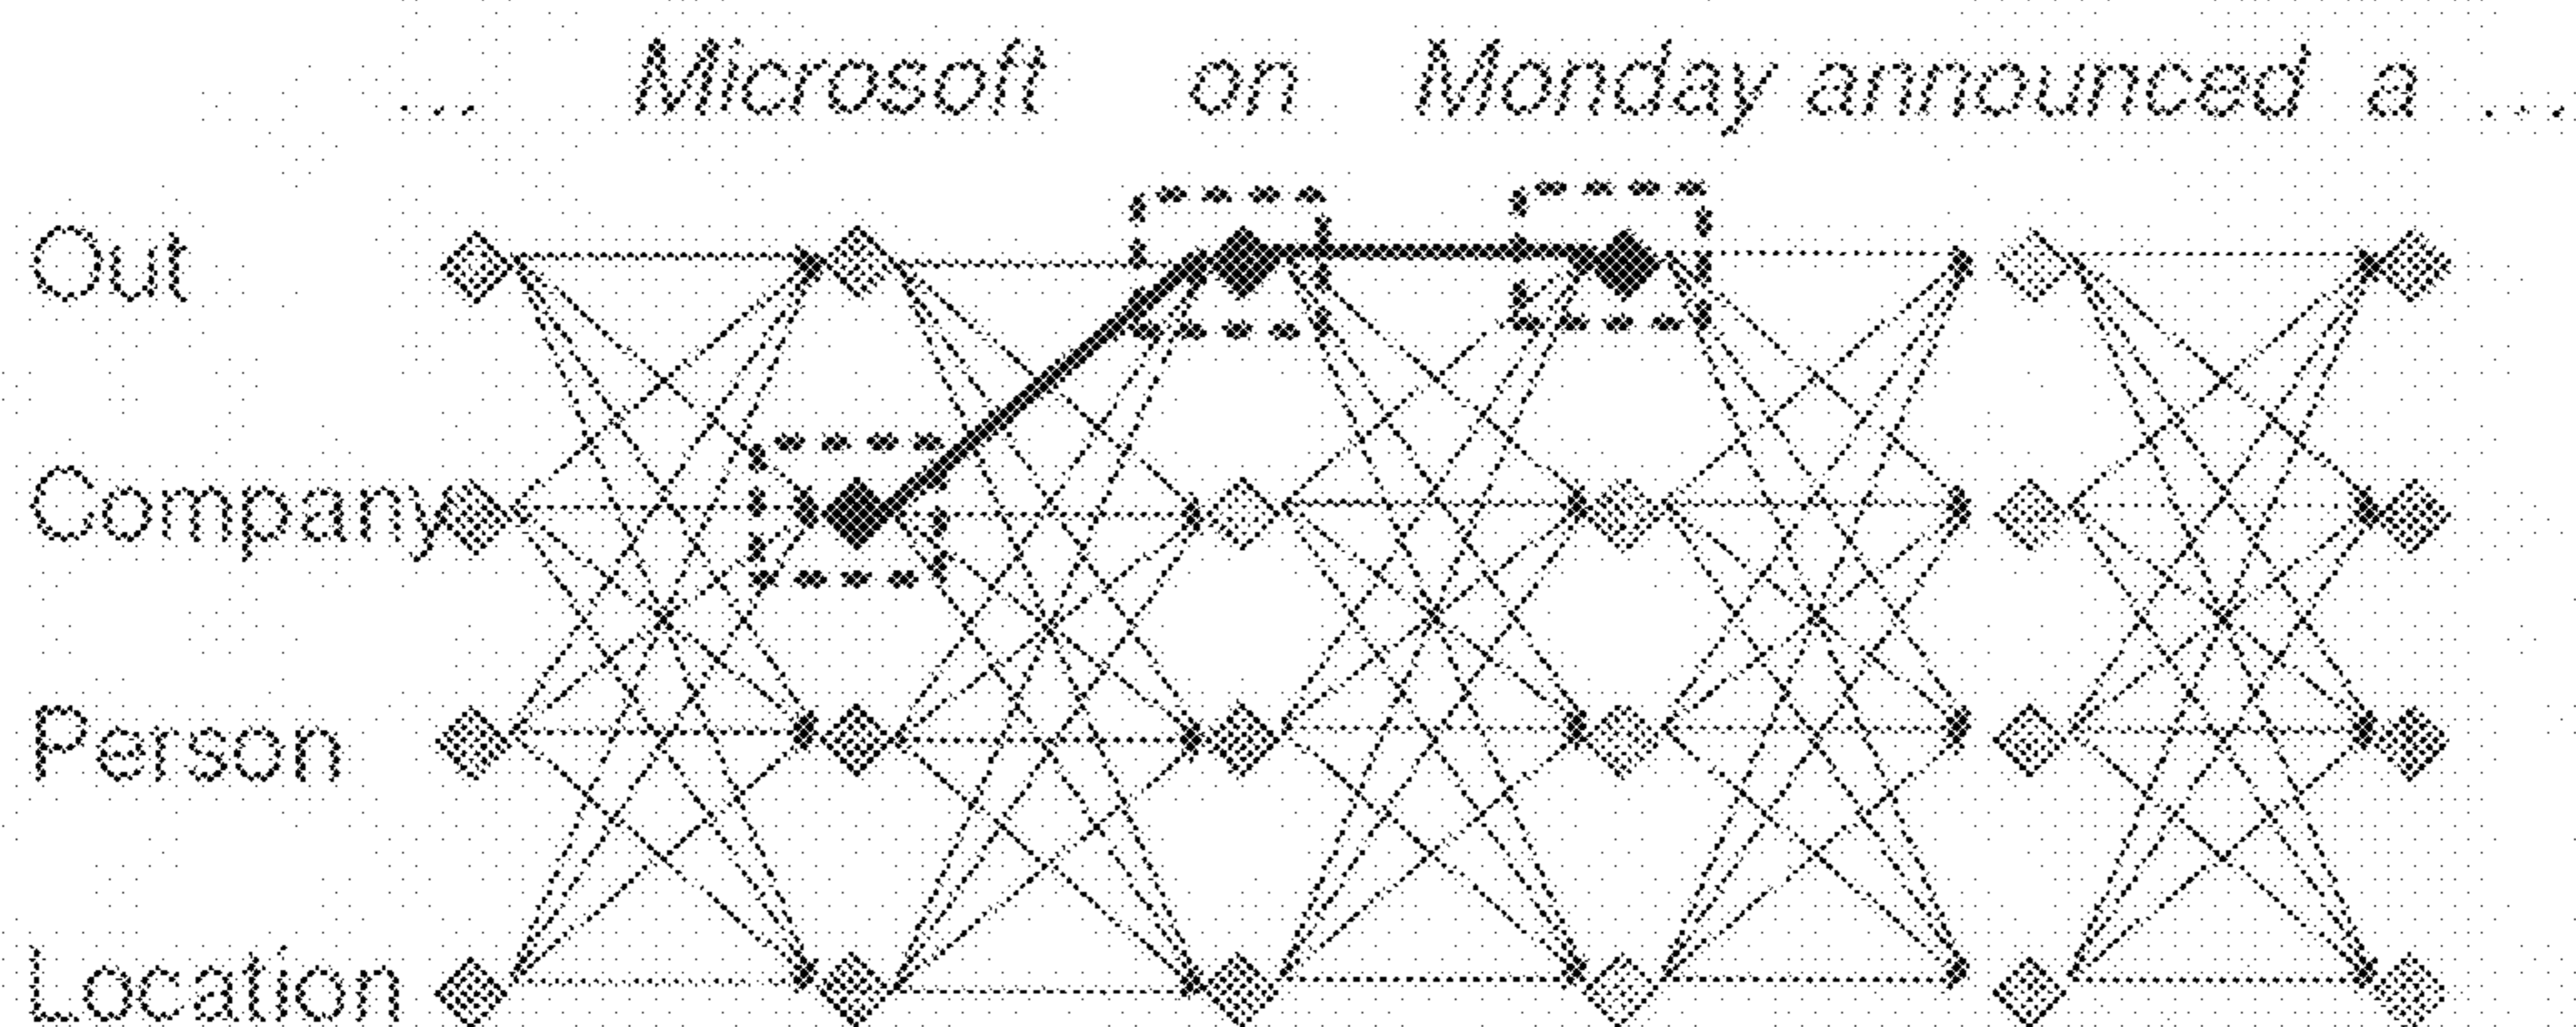 ... Microsoft on Monday announced a ...
Out
Company
Person
Location